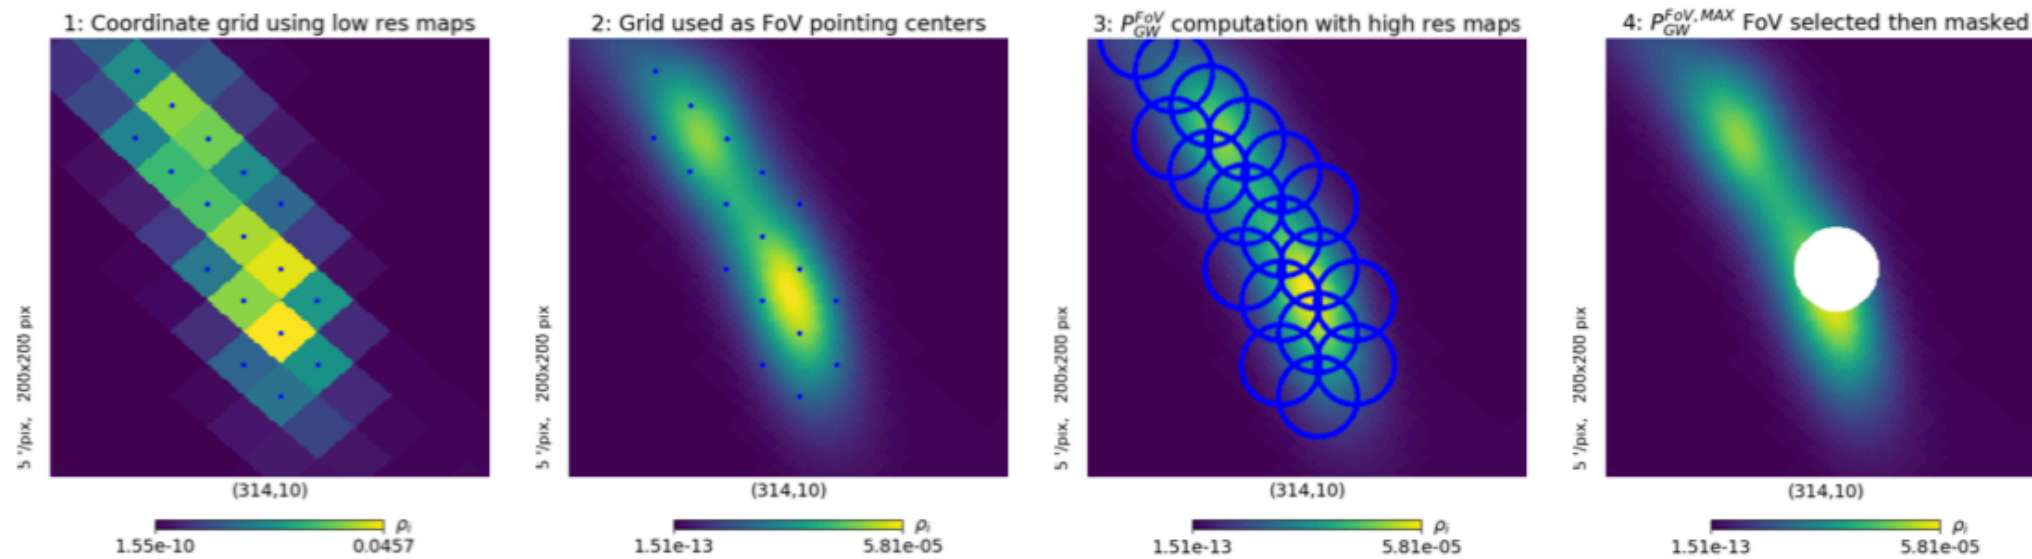 1: Coordinate grid using low res maps
2: Grid used as FoV pointing centers
3: P_GW^FoV computation with high res maps
4: P_GW^FoV,MAX FoV selected then masked
5 '/pix, 200x200 pix
5 '/pix, 200x200 pix
5 '/pix, 200x200 pix
5 '/pix, 200x200 pix
(314,10)
(314,10)
(314,10)
(314,10)
ρi
ρi
ρi
ρi
1.55e-10 0.0457
1.51e-13 5.81e-05
1.51e-13 5.81e-05
1.51e-13 5.81e-05